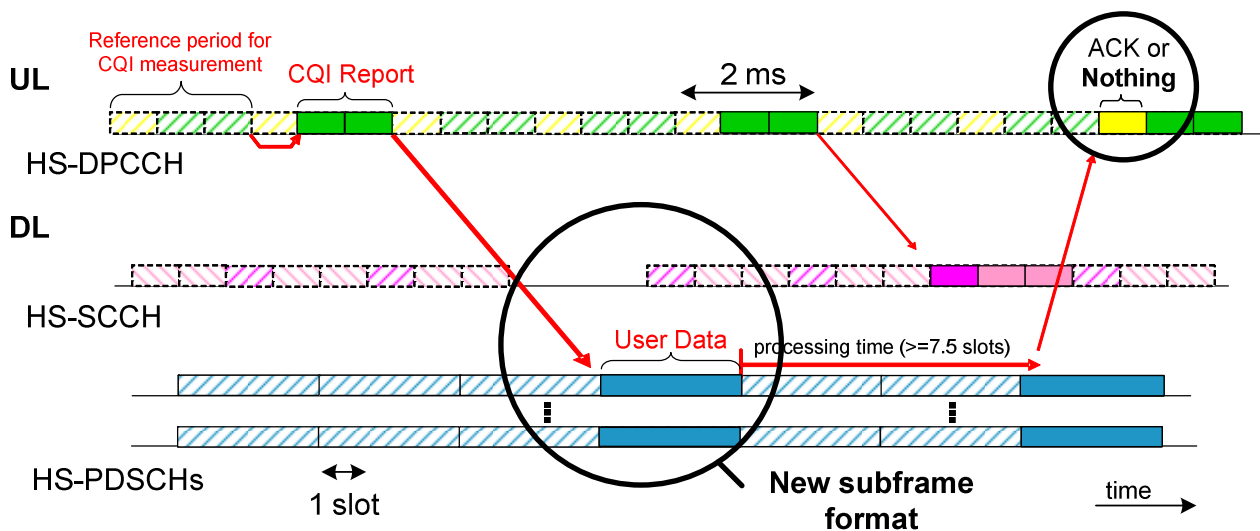 Reference period for
CQI measurement
CQI Report
2 ms
ACK or
Nothing
UL
HS-DPCCH
DL
HS-SCCH
User Data
processing time (>=7.5 slots)
HS-PDSCHs
1 slot
New subframe
format
time